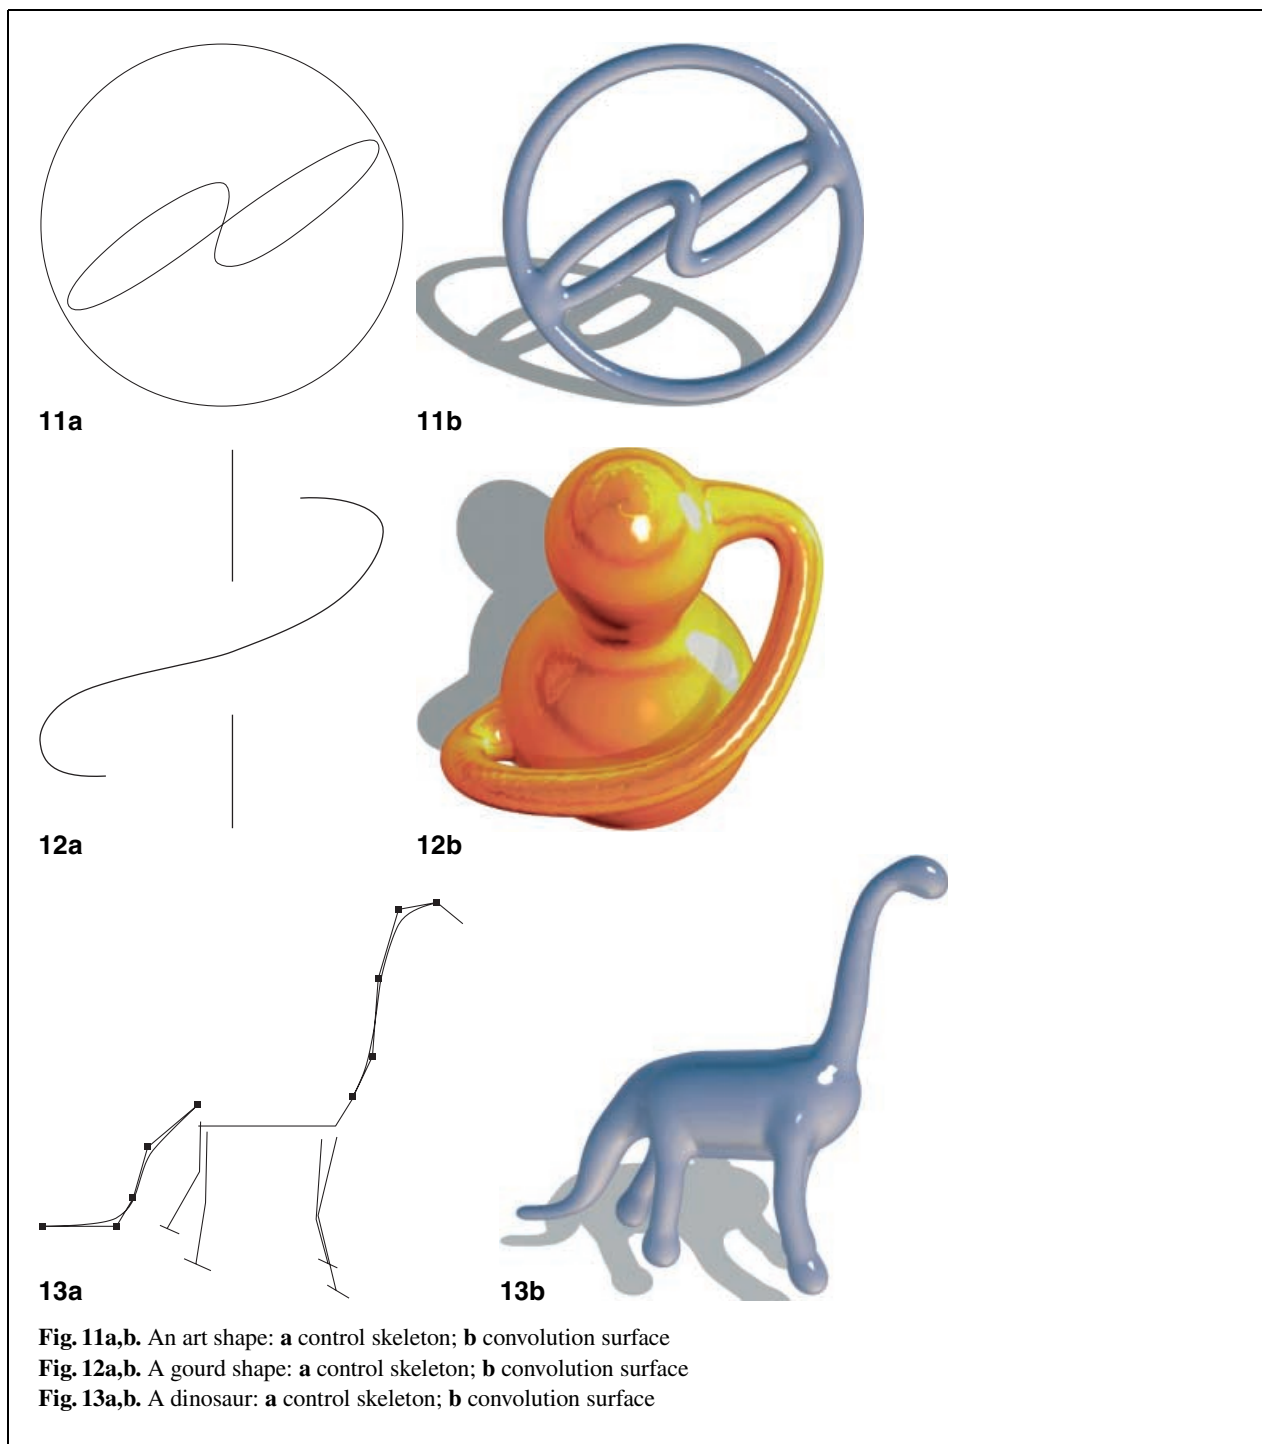 11a
11b
12a
12b
13a
13b
Fig. 11a,b. An art shape: a control skeleton; b convolution surface
Fig. 12a,b. A gourd shape: a control skeleton; b convolution surface
Fig. 13a,b. A dinosaur: a control skeleton; b convolution surface